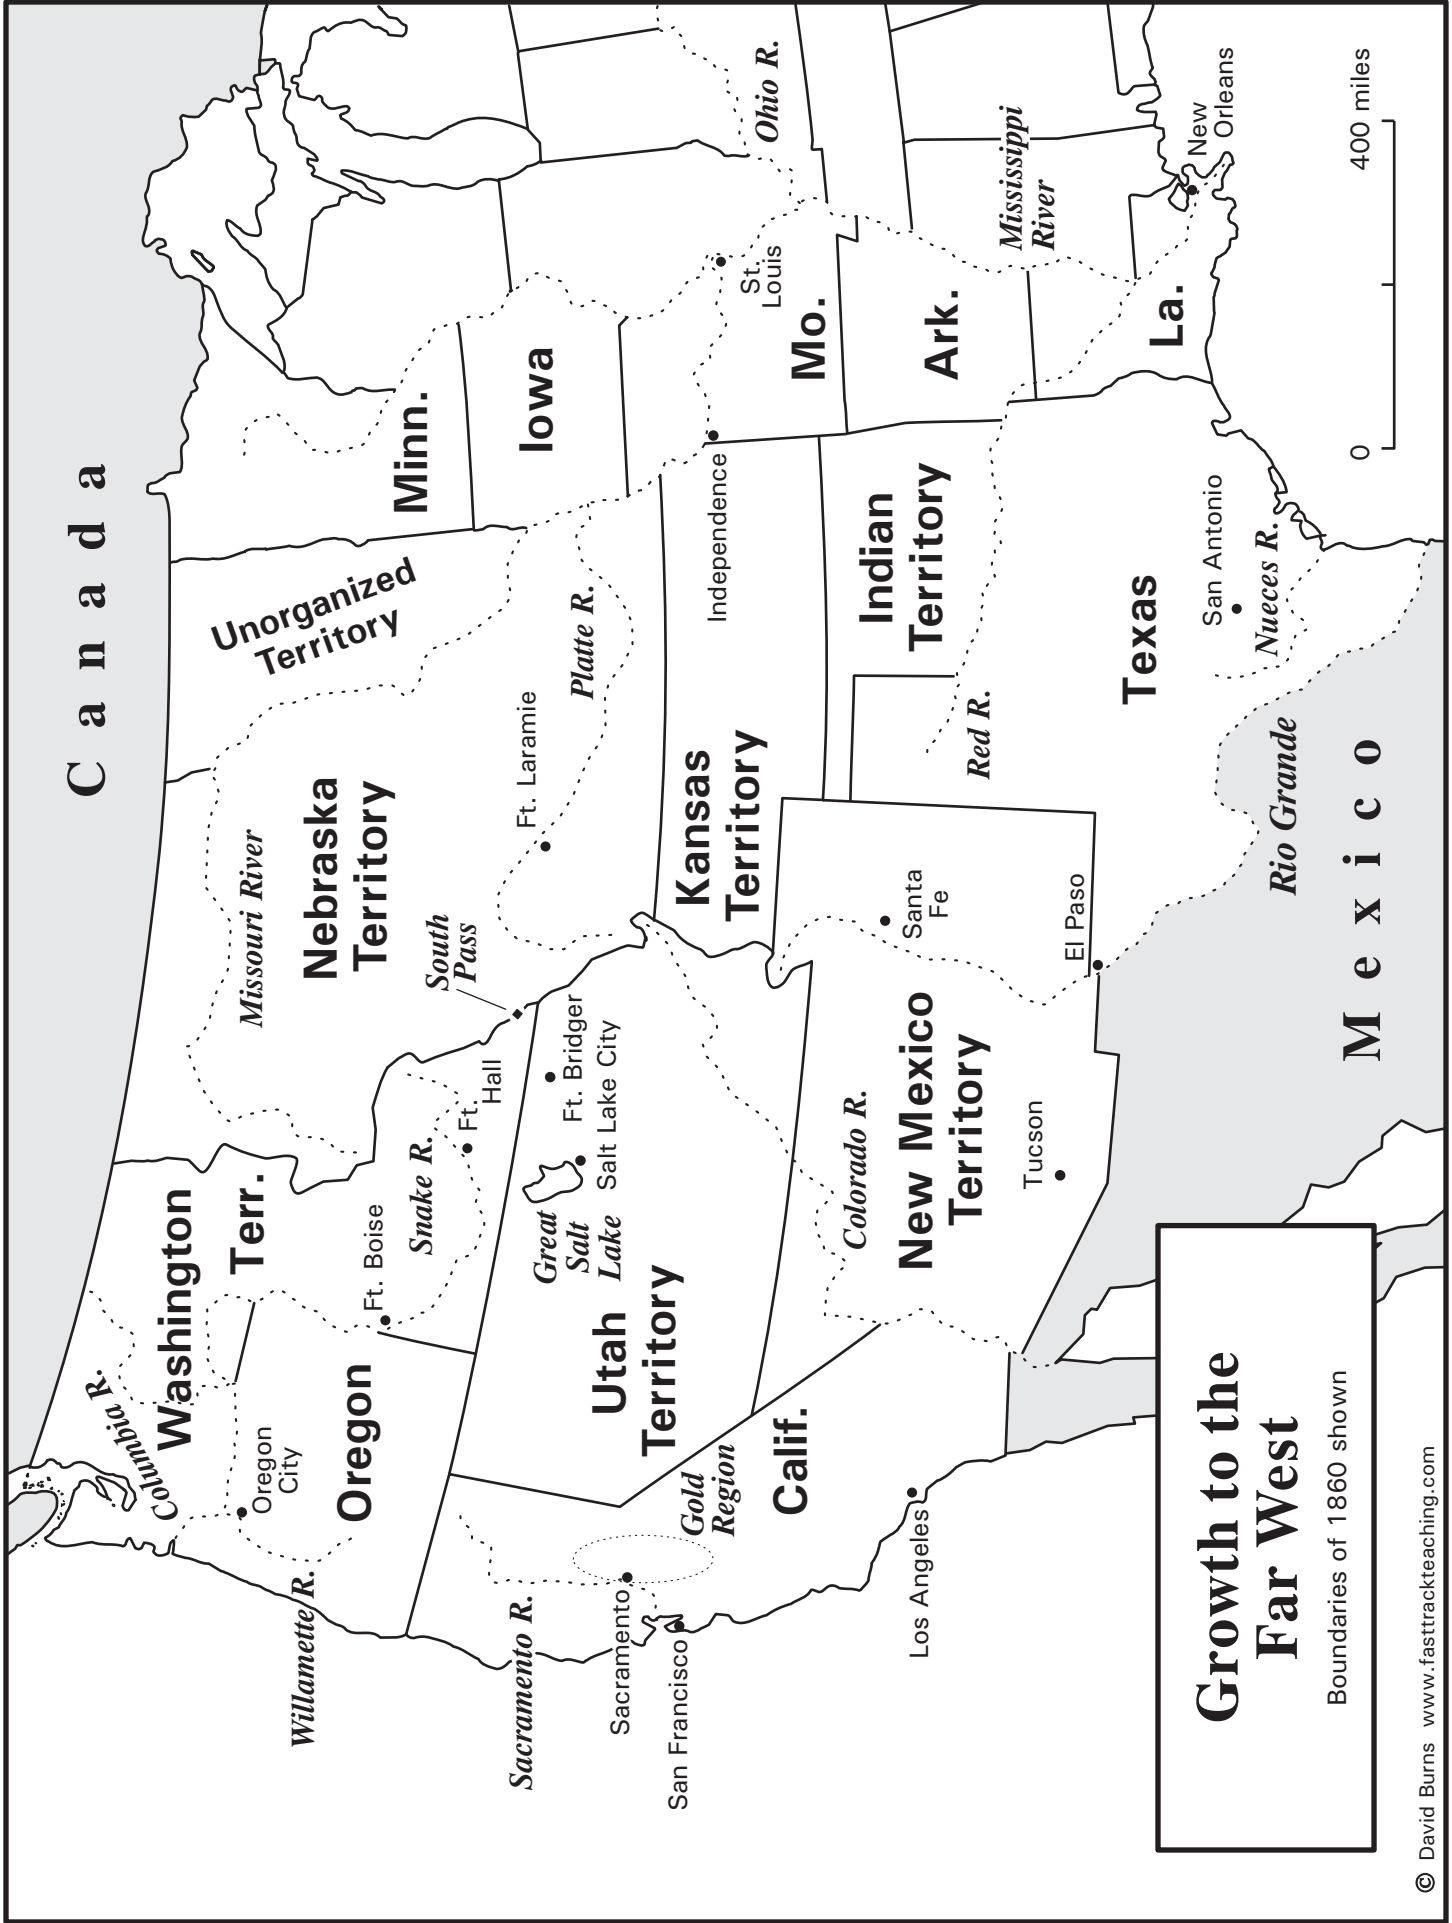 Canada
Washington
Terr.
Columbia R.
Oregon
City
Oregon
Willamette R.
Ft. Boise
Snake R.
Ft.
Hall
Missouri River
Nebraska
Territory
South
Pass
Unorganized
Territory
Minn.
Iowa
Ft. Laramie
Platte R.
Great
Salt
Lake
Ft. Bridger
Salt Lake City
Utah
Territory
Sacramento R.
Sacramento
San Francisco
Gold
Region
Calif.
Los Angeles
Kansas
Territory
Independence
St.
Louis
Mo.
Ohio R.
Colorado R.
New Mexico
Territory
Santa
Fe
Tucson
El Paso
Indian
Territory
Red R.
Ark.
Mississippi
River
Texas
San Antonio
Nueces R.
Rio Grande
La.
New
Orleans
Mexico
0
400 miles
Growth to the
Far West
Boundaries of 1860 shown
© David Burns www.fasttrackteaching.com